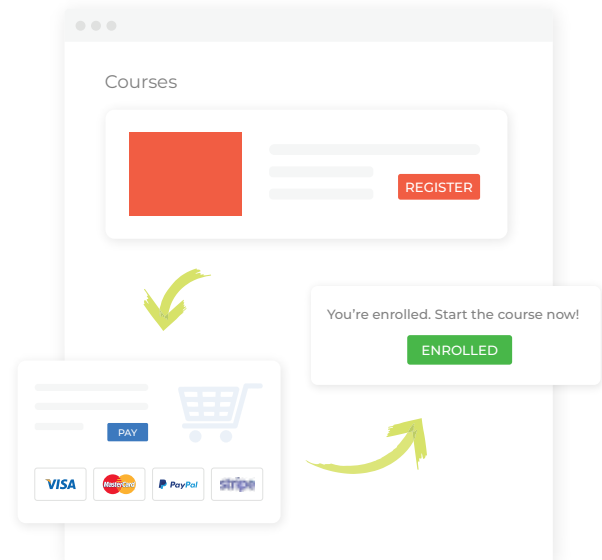 Courses
REGISTER
You're enrolled. Start the course now!
ENROLLED
PAY
VISA
MasterCard
PayPal
stripe